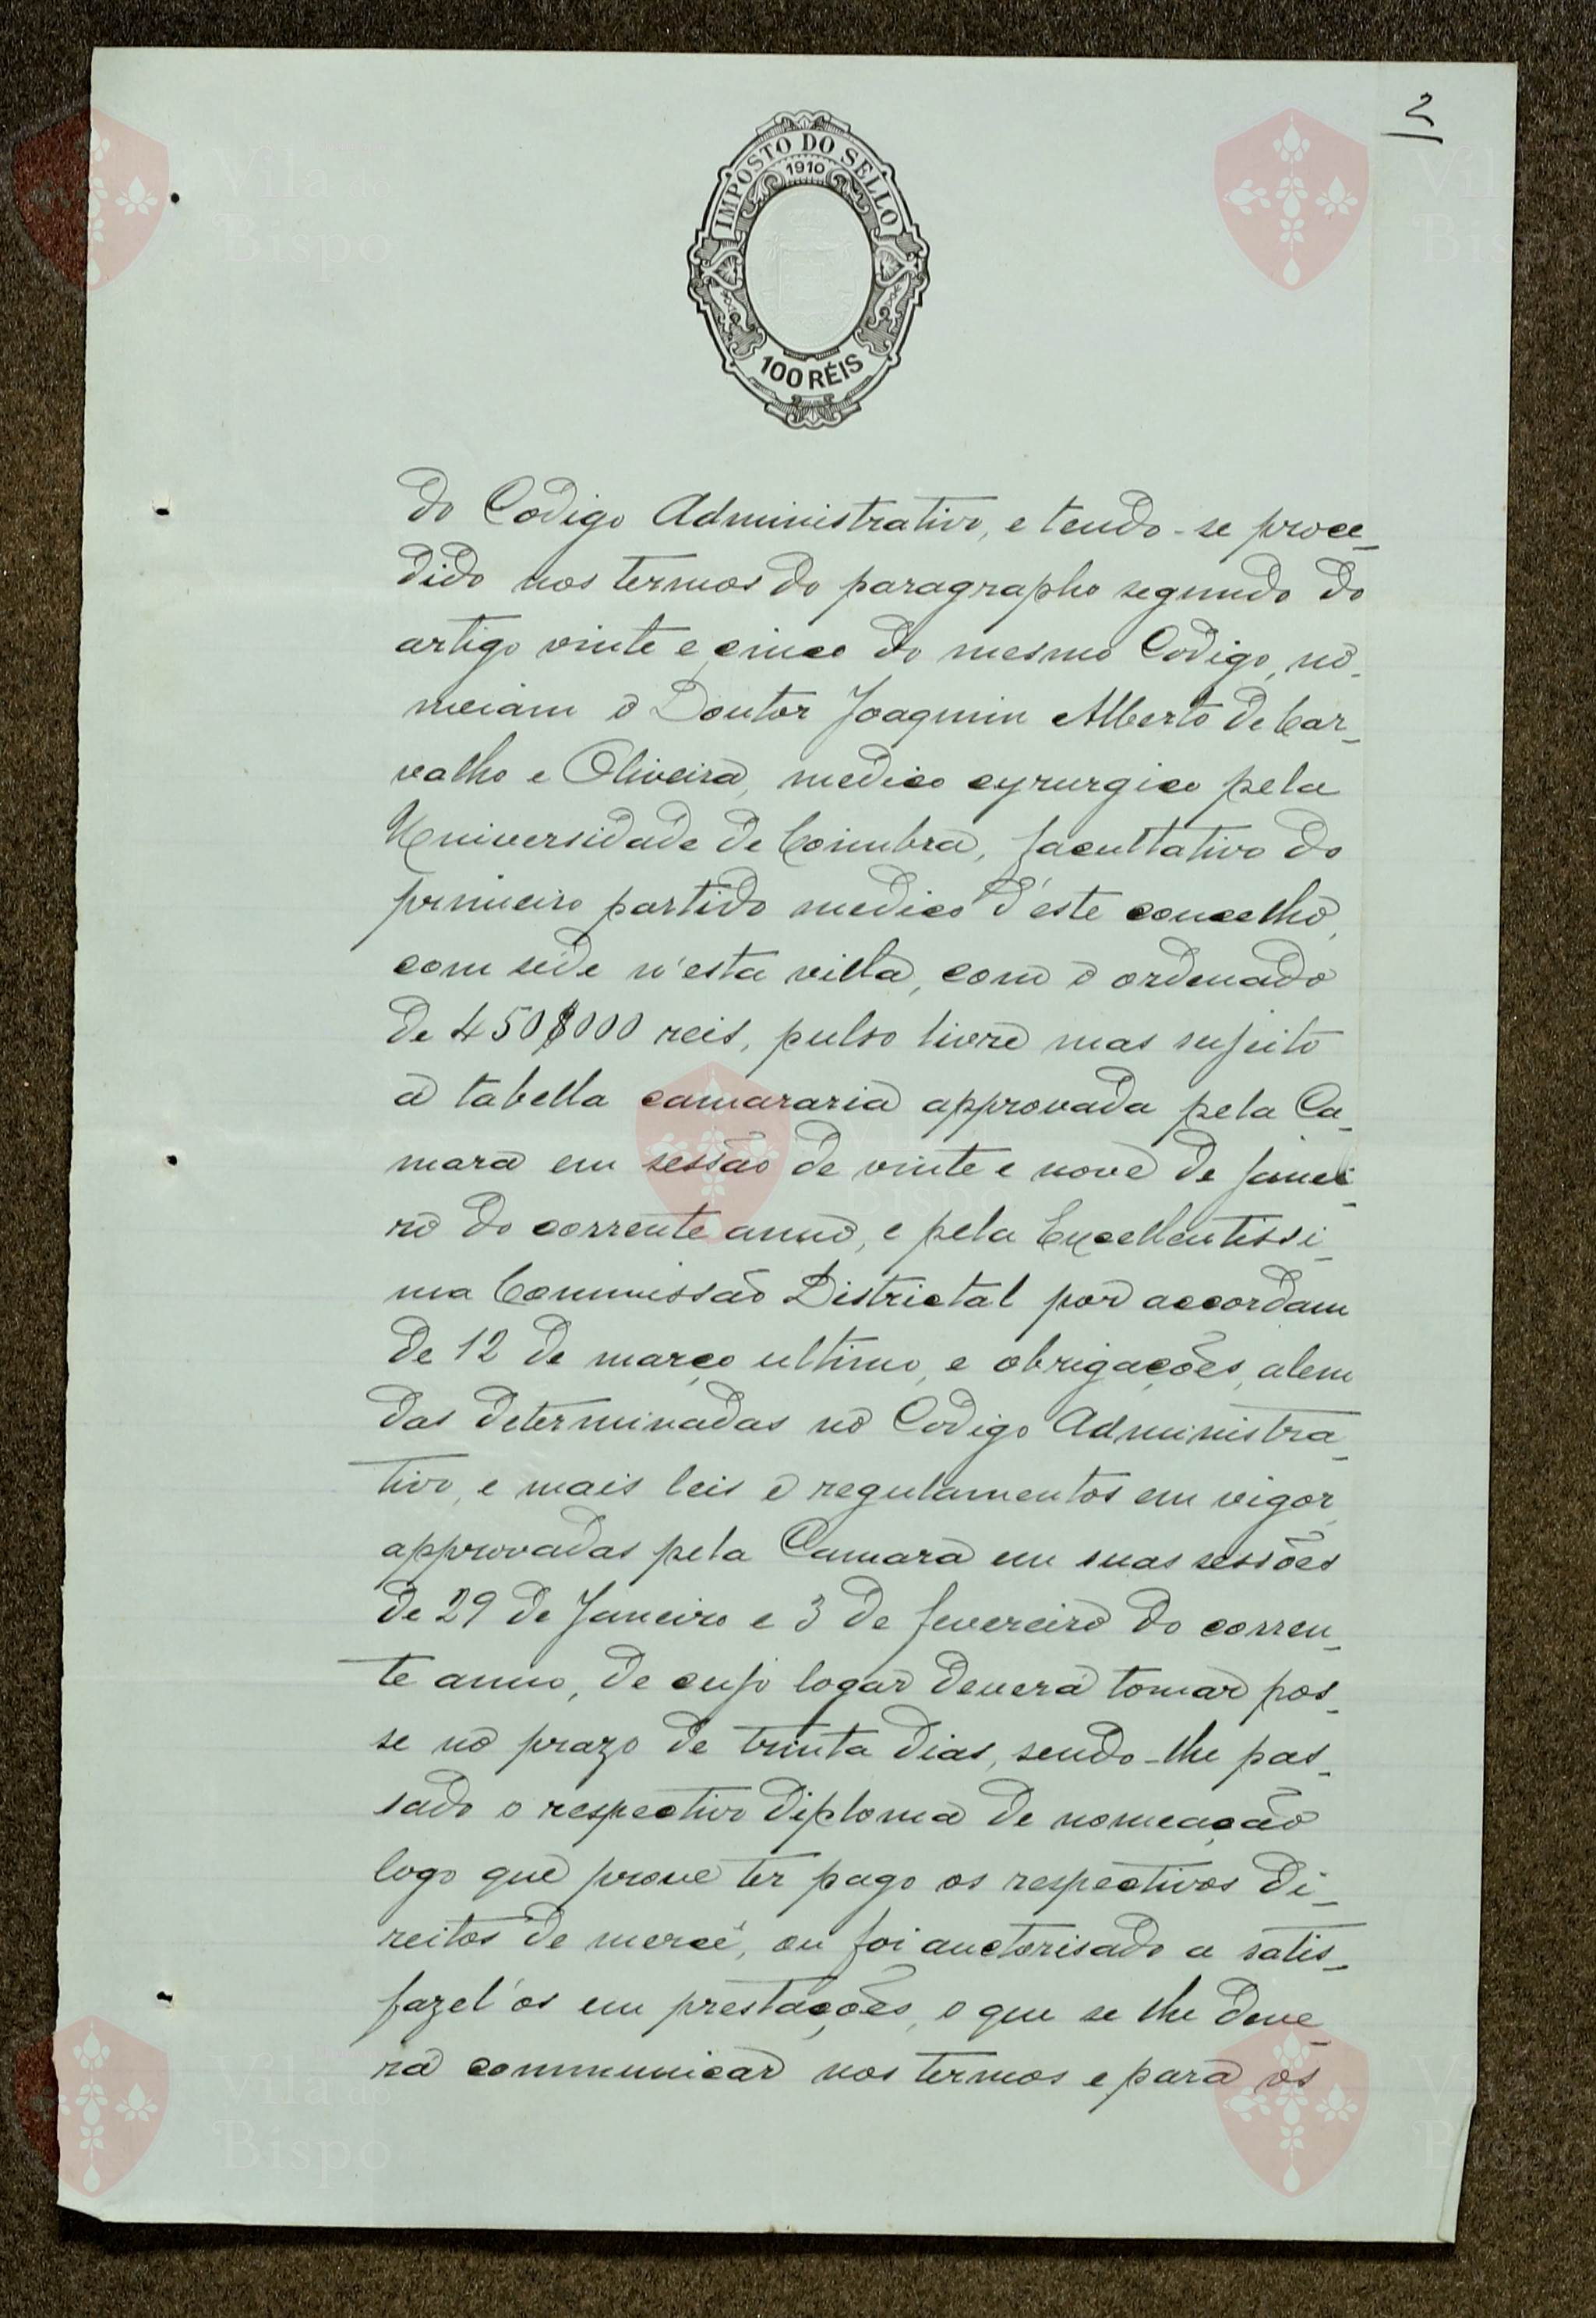 2
IMPOSTO DO SELLO
1910
100 RÉIS
do Codigo Administrativo, e tendo-se proce-
dido nos termos do paragrapho segundo do
artigo vinte e cinco do mesmo Codigo, no-
meiam o Doutor Joaquim Alberto de Car-
valho e Oliveira, medico cyrurgico pela
Universidade de Coimbra, facultativo do
primeiro partido medico d'este concelho,
com séde n'esta villa, com o ordenado
de 450$000 reis, pulso livre mas sujeito
á tabella camararia approvada pela Ca-
mara em sessão de vinte e nove de janei-
ro do corrente anno, e pela Excellentissi-
ma Commissão Districtal por accordam
de 12 de março ultimo, e obrigações, alem
das determinadas no Codigo Administra-
tivo, e mais leis e regulamentos em vigor,
approvadas pela Camara em suas sessões
de 29 de Janeiro e 3 de fevereiro do corren-
te anno, de cujo logar deverá tomar pos-
se no prazo de trinta dias, sendo-lhe pas-
sado o respectivo diploma de nomeação
logo que prove ter pago os respectivos di-
reitos de mercê, ou foi auctorisado a satis-
fazel'os em prestações, o que se lhe deve-
rá communicar nos termos e para os
Vila
Bispo
Bispo
Vila do
Bispo